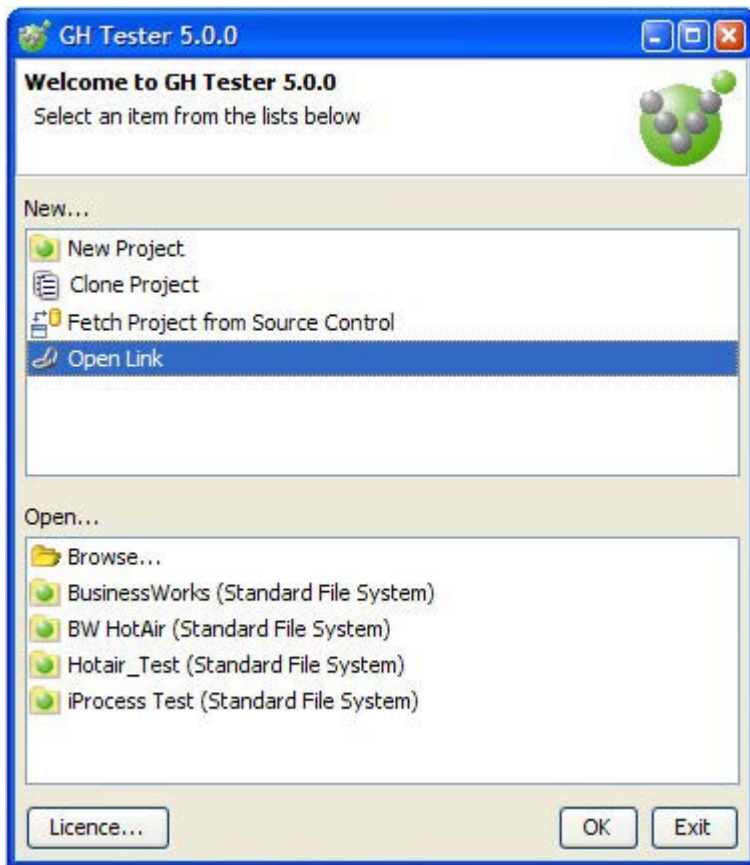 GH Tester 5.0.0
Welcome to GH Tester 5.0.0
Select an item from the lists below
New...
New Project
Clone Project
Fetch Project from Source Control
Open Link
Open...
Browse...
BusinessWorks (Standard File System)
BW HotAir (Standard File System)
Hotair_Test (Standard File System)
iProcess Test (Standard File System)
Licence... OK Exit